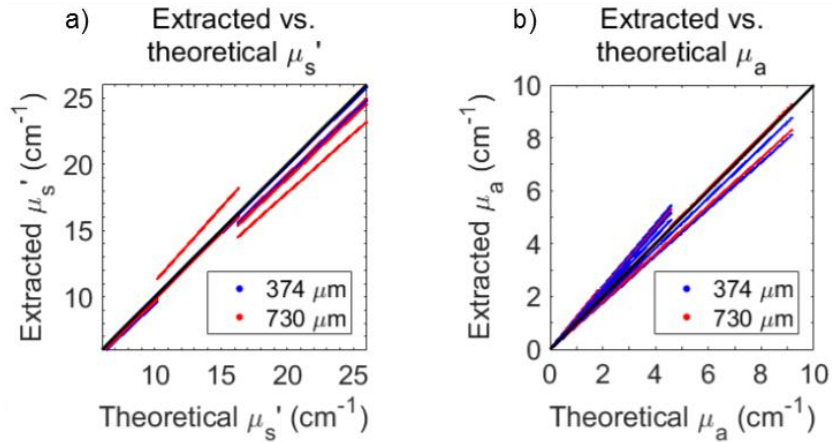 a)
Extracted vs.
theoretical μs'
Extracted μs' (cm⁻¹)
25
20
15
10
374 μm
730 μm
10 15 20 25
Theoretical μs' (cm⁻¹)
b)
Extracted vs.
theoretical μa
Extracted μa (cm⁻¹)
10
8
6
4
2
0
374 μm
730 μm
0 2 4 6 8 10
Theoretical μa (cm⁻¹)